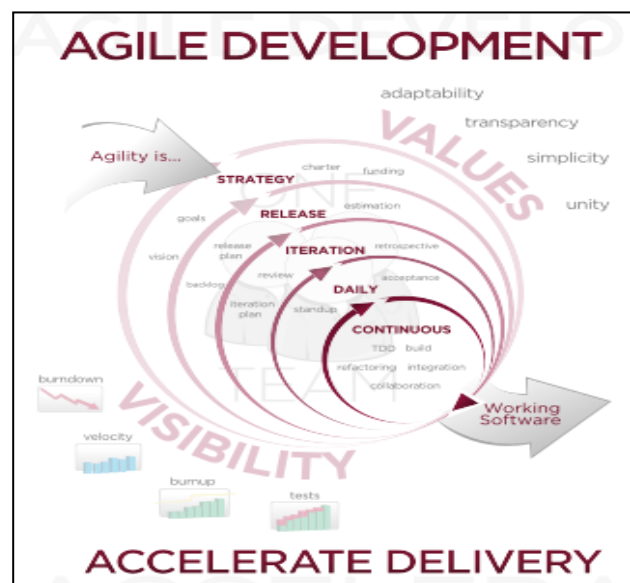 AGILE DEVELOPMENT
adaptability
transparency
simplicity
unity
VALUES
Agility is...
STRATEGY
charter
funding
goals
vision
RELEASE
estimation
release
plan
backlog
ITERATION
retrospective
review
iteration
plan
DAILY
acceptance
standup
CONTINUOUS
TDD build
refactoring integration
collaboration
ONE
TEAM
Working
Software
VISIBILITY
burndown
velocity
burnup
tests
ACCELERATE DELIVERY